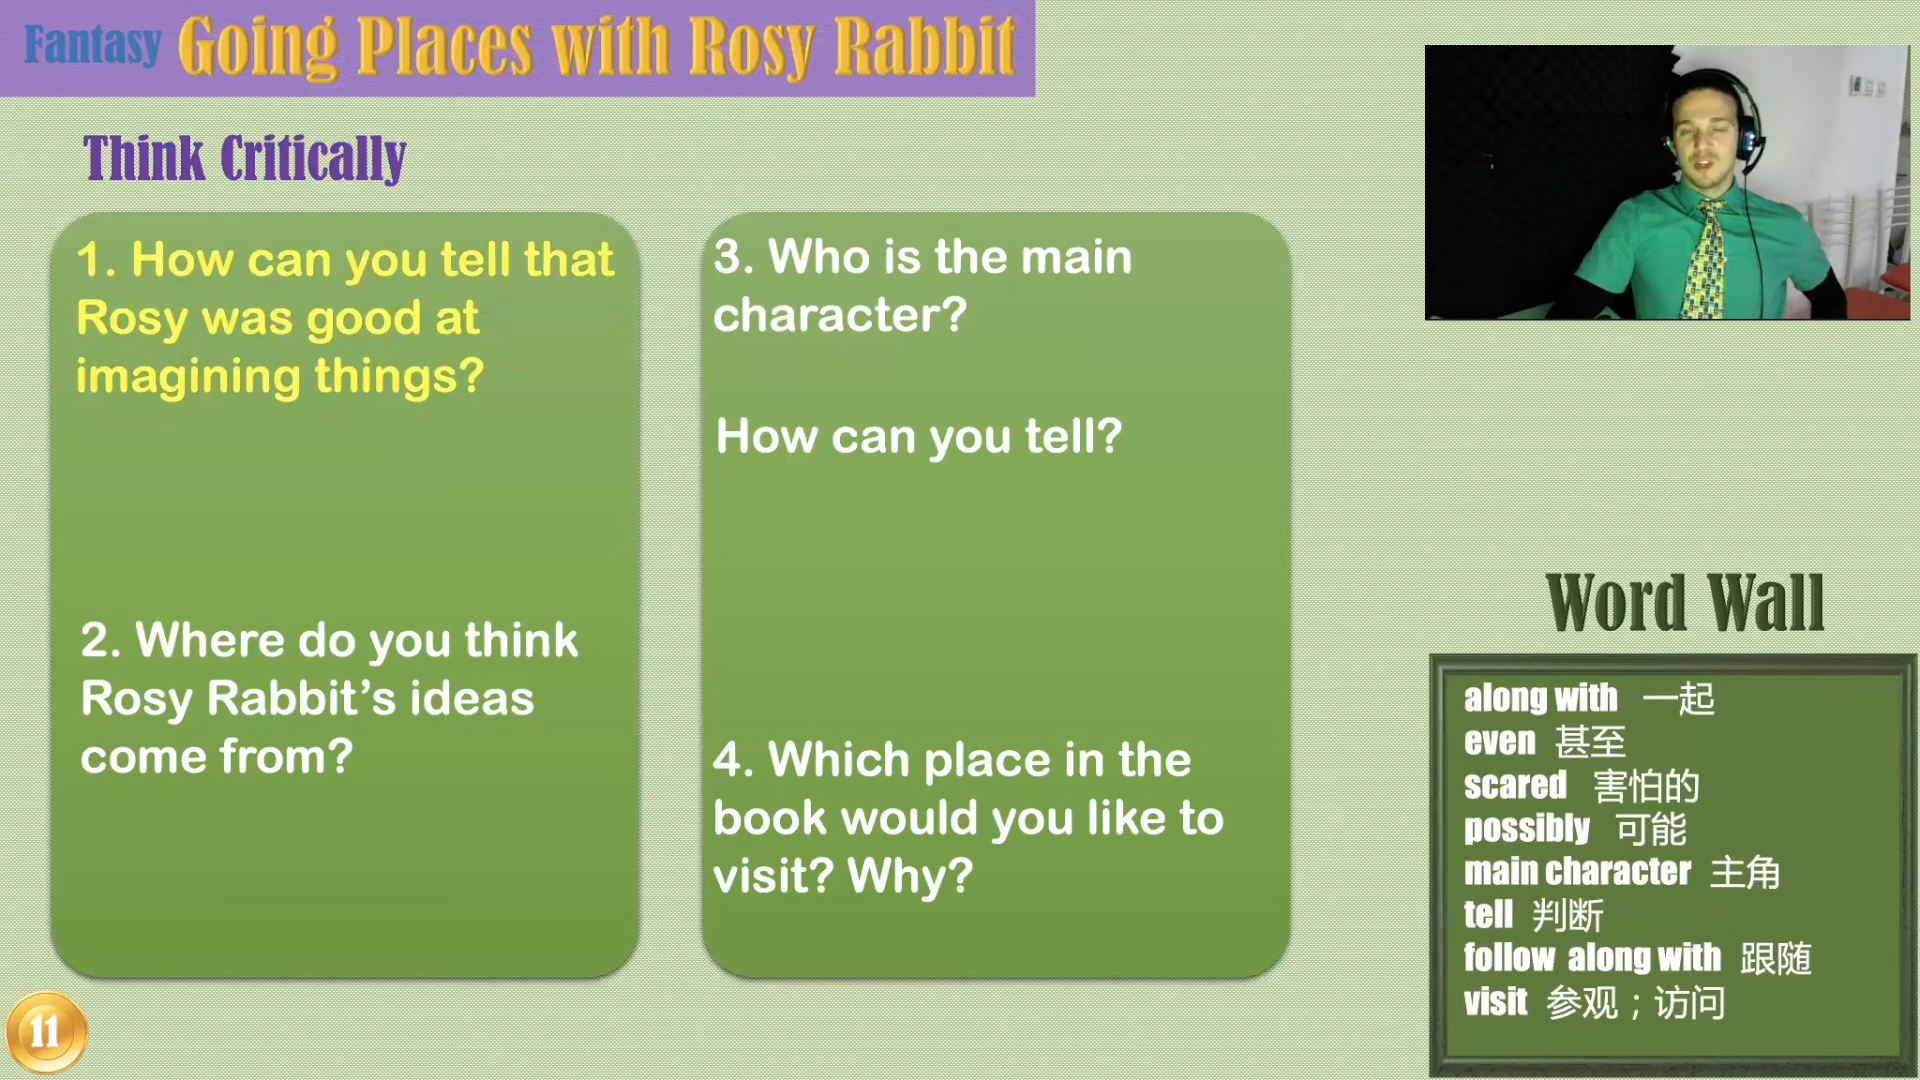 Fantasy Going Places with Rosy Rabbit
Think Critically
1. How can you tell that
Rosy was good at
imagining things?
2. Where do you think
Rosy Rabbit’s ideas
come from?
3. Who is the main
character?
How can you tell?
4. Which place in the
book would you like to
visit? Why?
Word Wall
along with 一起
even 甚至
scared 害怕的
possibly 可能
main character 主角
tell 判断
follow along with 跟随
visit 参观；访问
11